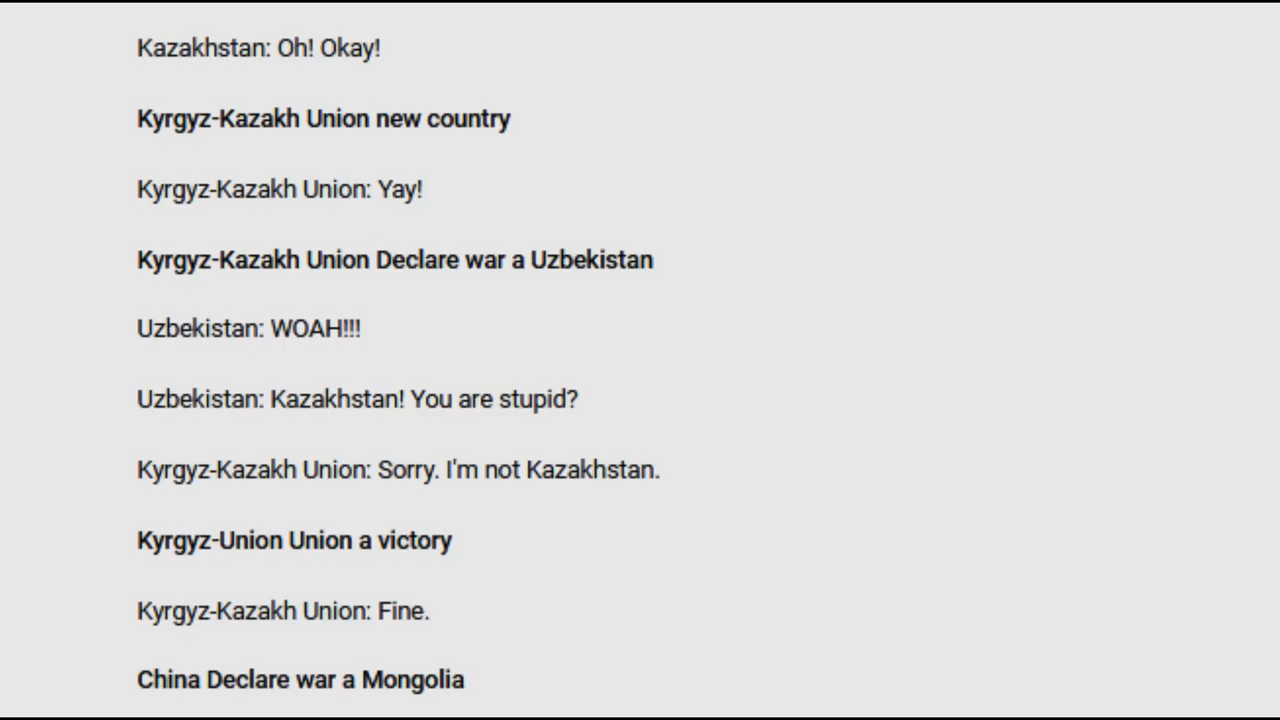 Kazakhstan: Oh! Okay!
Kyrgyz-Kazakh Union new country
Kyrgyz-Kazakh Union: Yay!
Kyrgyz-Kazakh Union Declare war a Uzbekistan
Uzbekistan: WOAH!!!
Uzbekistan: Kazakhstan! You are stupid?
Kyrgyz-Kazakh Union: Sorry. I'm not Kazakhstan.
Kyrgyz-Union Union a victory
Kyrgyz-Kazakh Union: Fine.
China Declare war a Mongolia